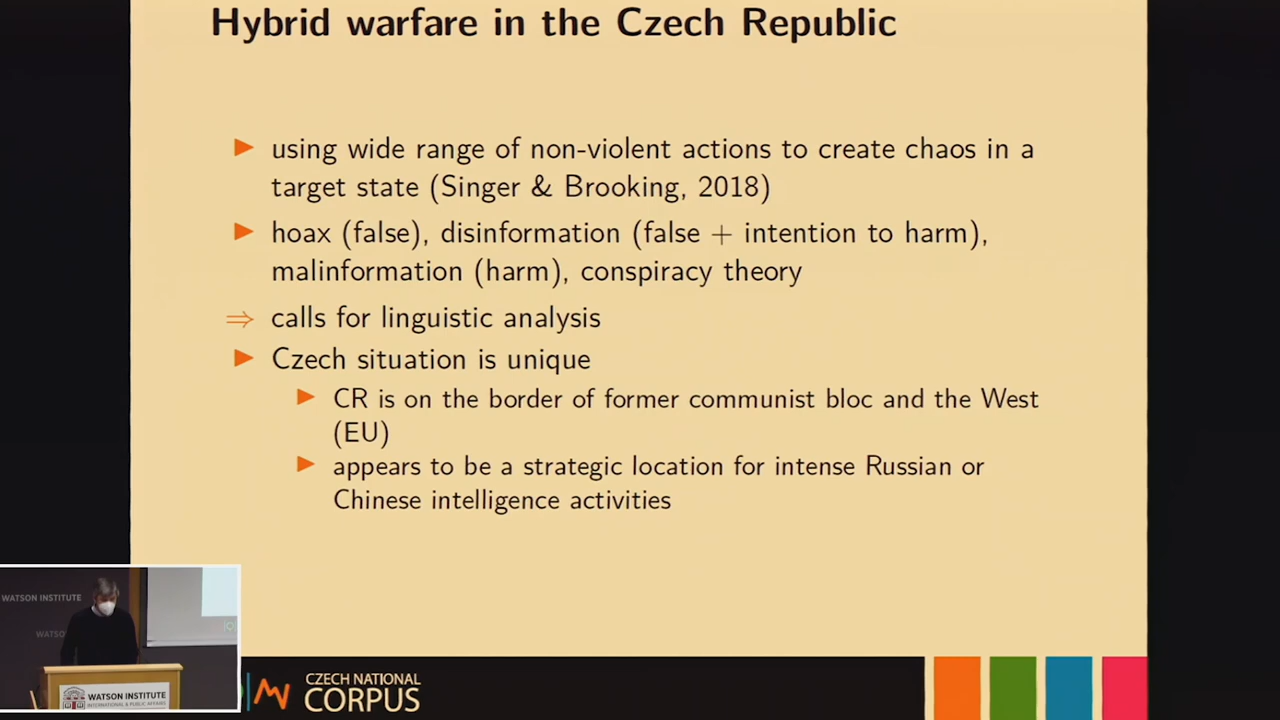 Hybrid warfare in the Czech Republic
using wide range of non-violent actions to create chaos in a
target state (Singer & Brooking, 2018)
hoax (false), disinformation (false + intention to harm),
malinformation (harm), conspiracy theory
⇒ calls for linguistic analysis
Czech situation is unique
CR is on the border of former communist bloc and the West
(EU)
appears to be a strategic location for intense Russian or
Chinese intelligence activities
WATSON INSTITUTE
WATSON INSTITUTE
INTERNATIONAL & PUBLIC AFFAIRS
CZECH NATIONAL
CORPUS